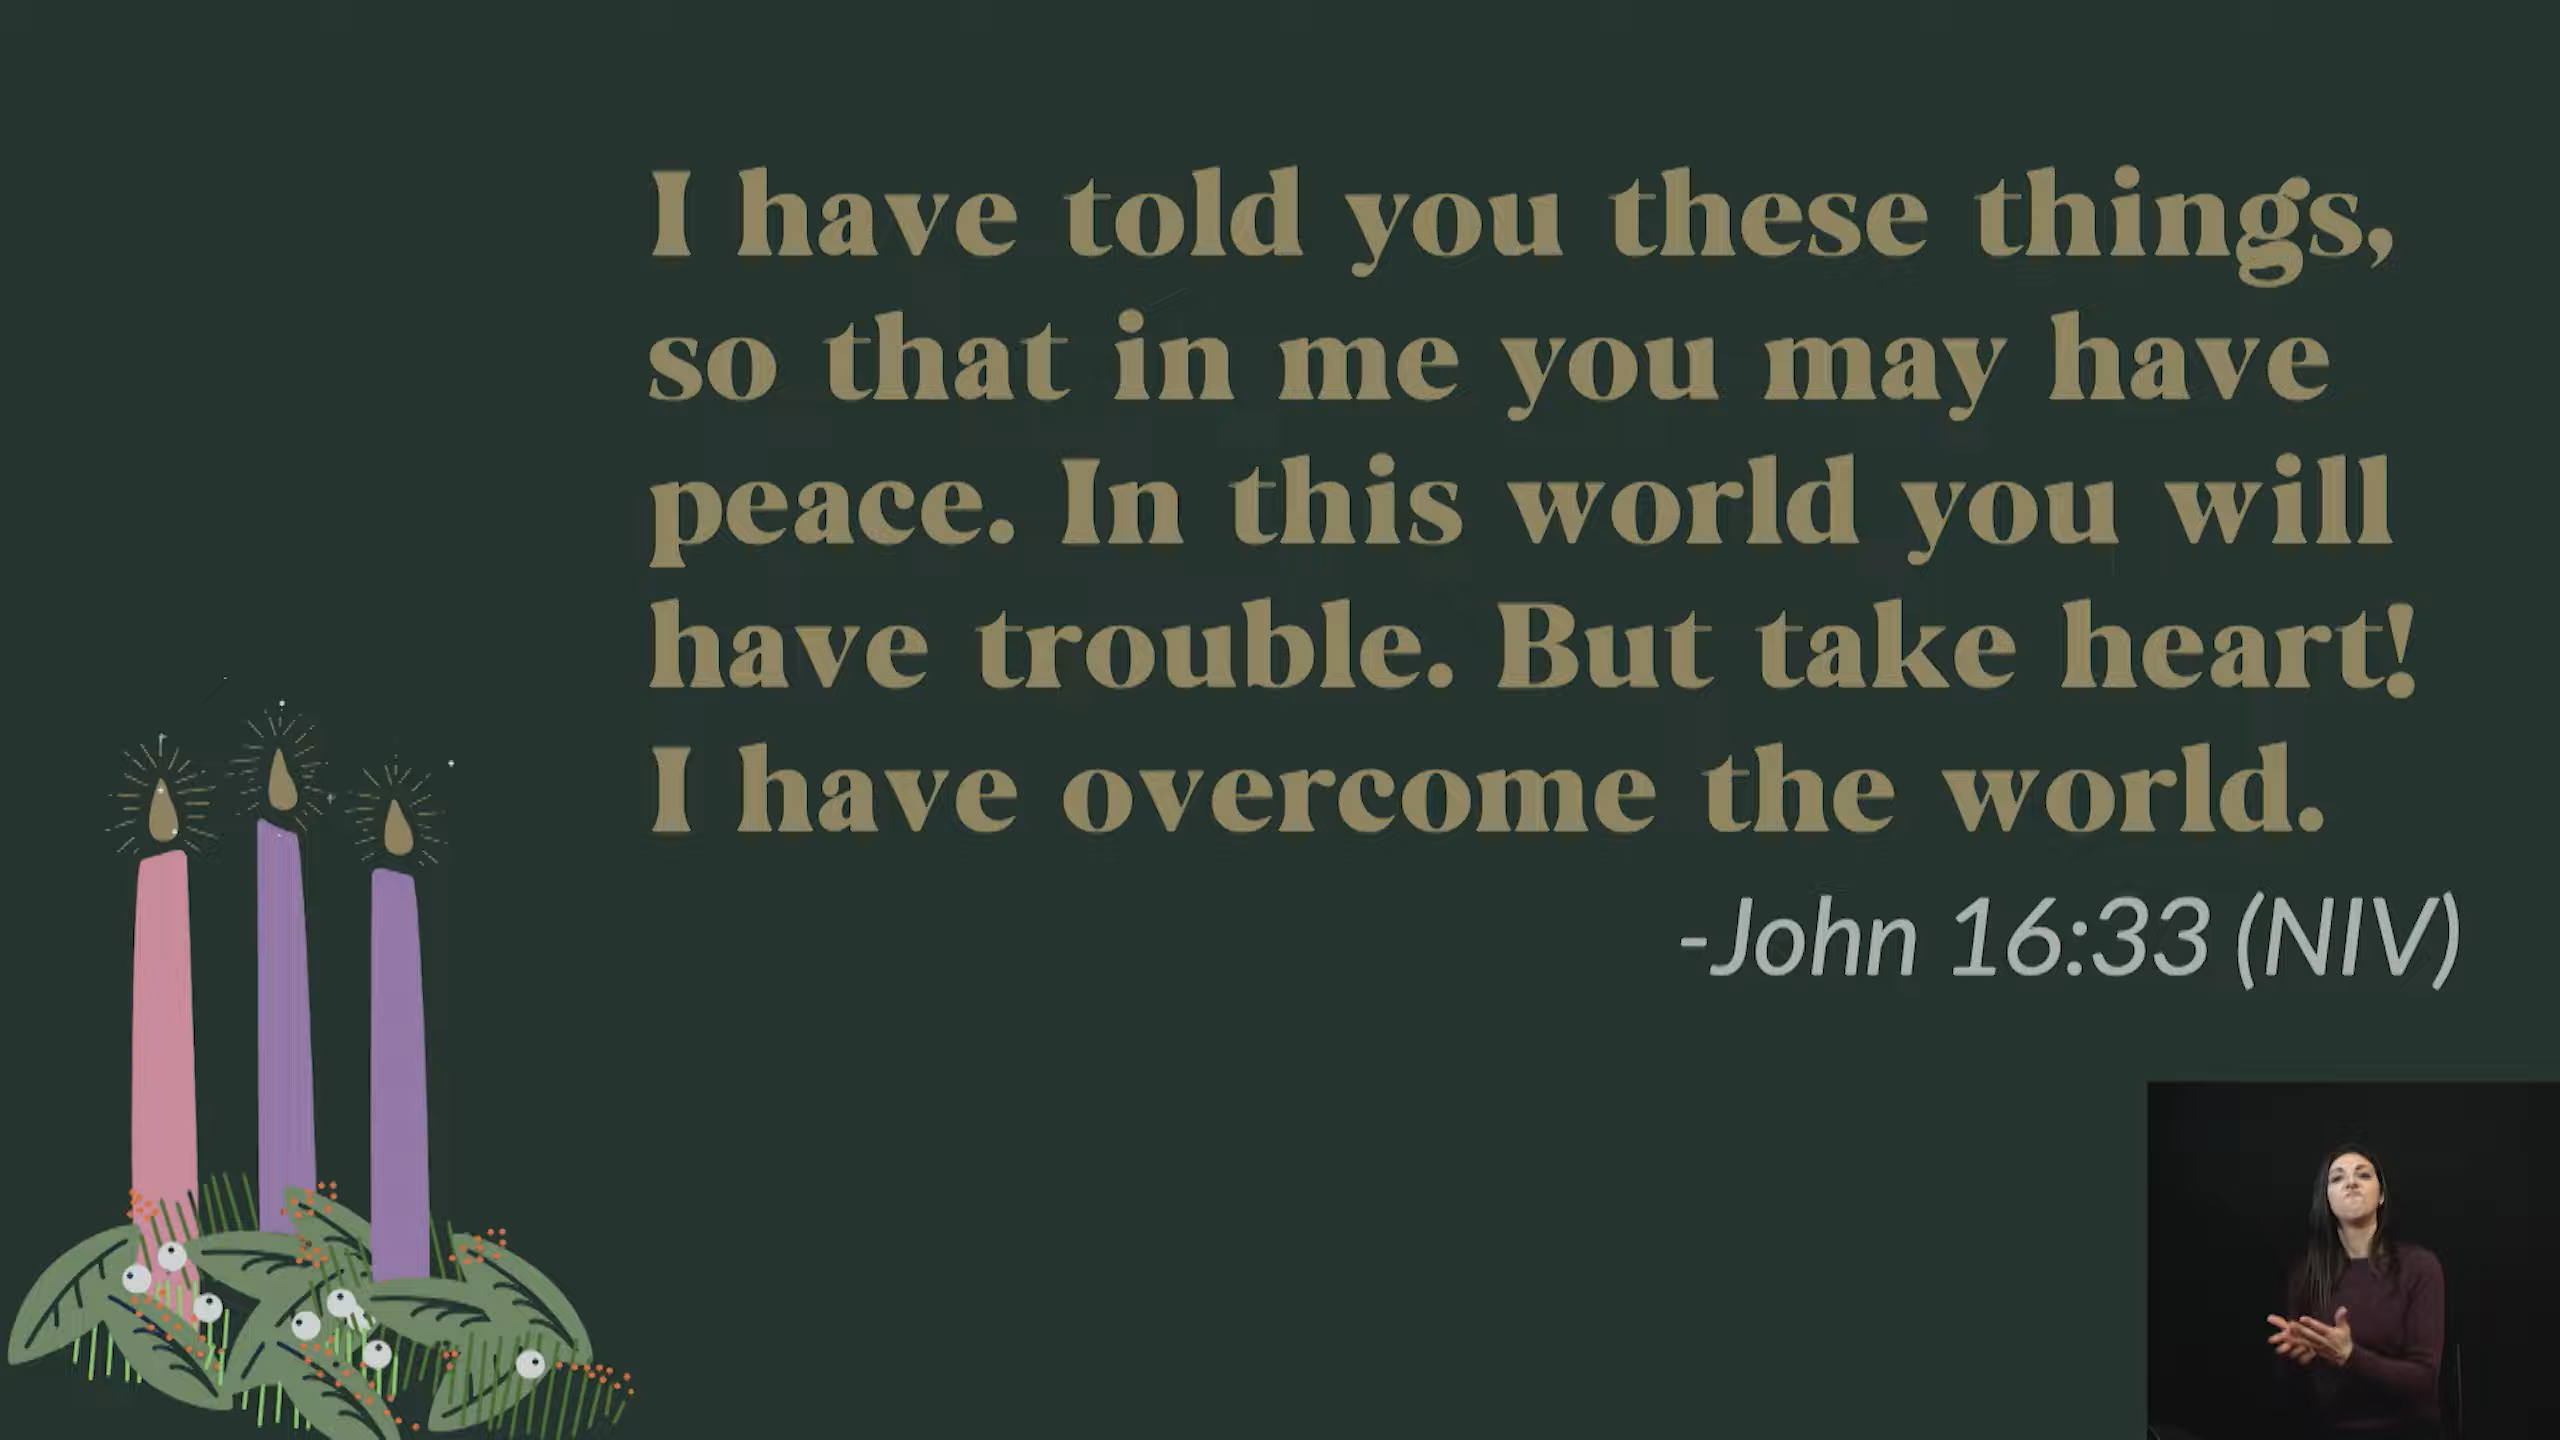 I have told you these things,
so that in me you may have
peace. In this world you will
have trouble. But take heart!
I have overcome the world.
-John 16:33 (NIV)